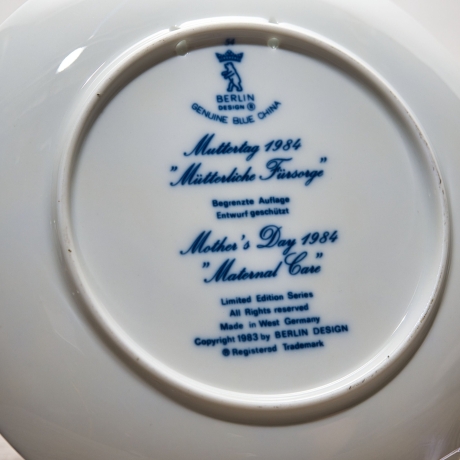 BERLIN
DESIGN ®
GENUINE BLUE CHINA
Muttertag 1984
"Mütterliche Fürsorge"
Begrenzte Auflage
Entwurf geschützt
Mother's Day 1984
"Maternal Care"
Limited Edition Series
All Rights reserved
Made in West Germany
Copyright 1983 by BERLIN DESIGN
® Registered Trademark